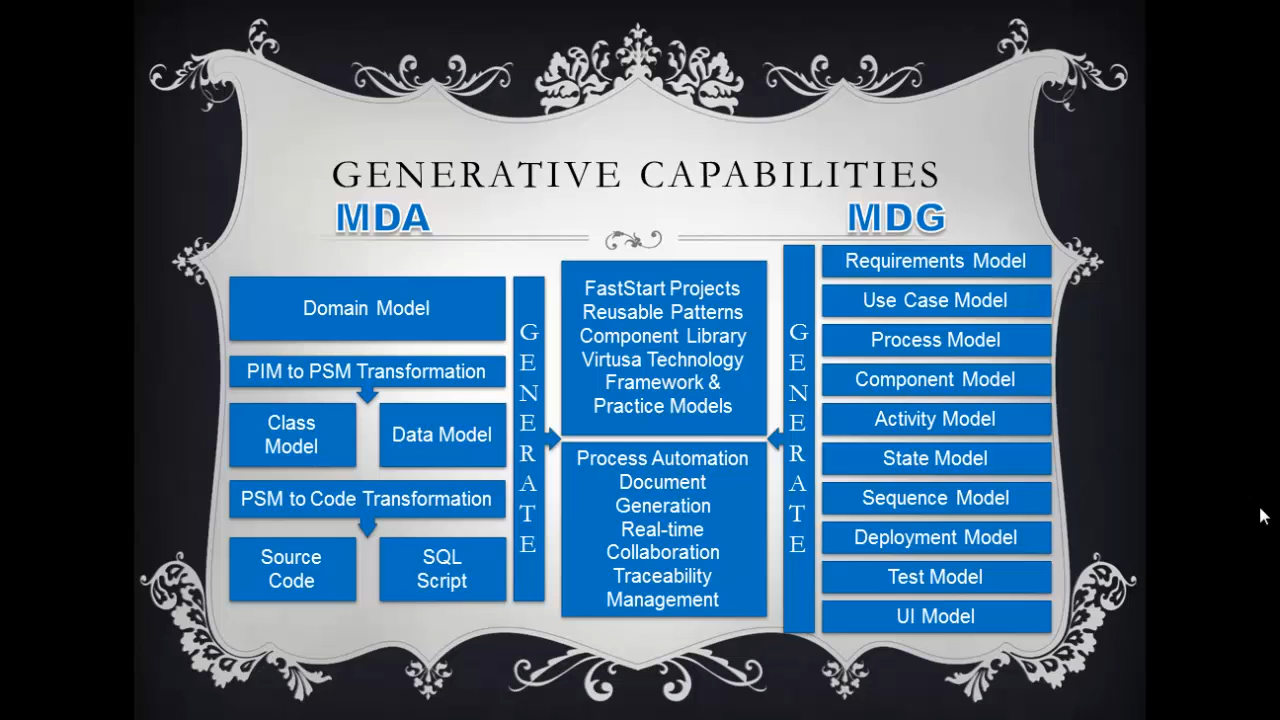 GENERATIVE CAPABILITIES
MDA
MDG
Domain Model
PIM to PSM Transformation
Class
Model
Data Model
PSM to Code Transformation
Source
Code
SQL
Script
G
E
N
E
R
A
T
E
FastStart Projects
Reusable Patterns
Component Library
Virtusa Technology
Framework &
Practice Models
Process Automation
Document
Generation
Real-time
Collaboration
Traceability
Management
G
E
N
E
R
A
T
E
Requirements Model
Use Case Model
Process Model
Component Model
Activity Model
State Model
Sequence Model
Deployment Model
Test Model
UI Model